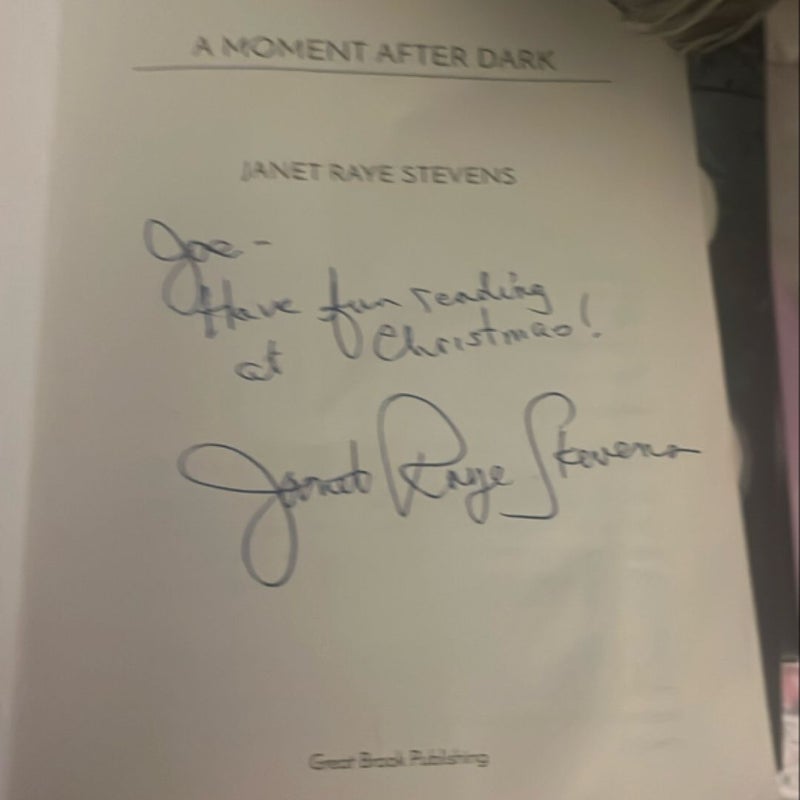 A MOMENT AFTER DARK
JANET RAYE STEVENS
Joe-
Have fun reading
at Christmas!
Janet Raye Stevens
Great Brook Publishing